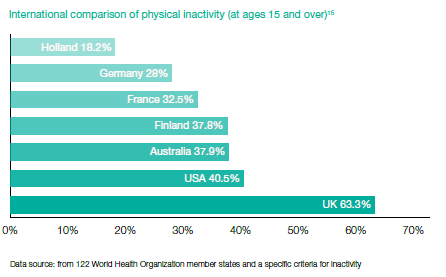 International comparison of physical inactivity (at ages 15 and over)¹⁵
Holland 18.2%
Germany 28%
France 32.5%
Finland 37.8%
Australia 37.9%
USA 40.5%
UK 63.3%
0% 10% 20% 30% 40% 50% 60% 70%
Data source: from 122 World Health Organization member states and a specific criteria for inactivity